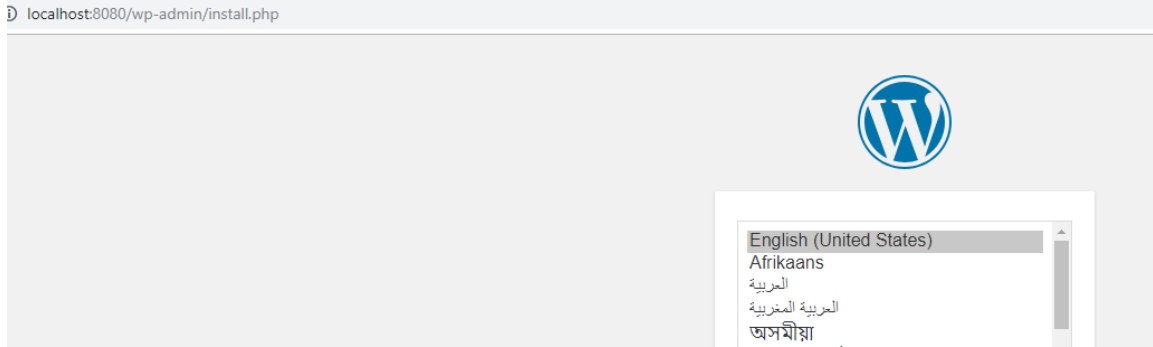 localhost:8080/wp-admin/install.php
English (United States)
Afrikaans
العربية
العربية المغربية
অসমীয়া